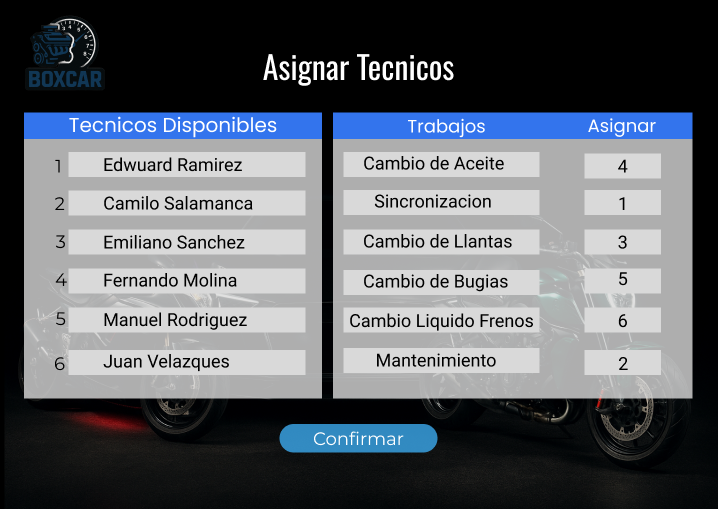 BOXCAR
Asignar Tecnicos
Tecnicos Disponibles
1 Edwuard Ramirez
2 Camilo Salamanca
3 Emiliano Sanchez
4 Fernando Molina
5 Manuel Rodriguez
6 Juan Velazques
Trabajos Asignar
Cambio de Aceite 4
Sincronizacion 1
Cambio de Llantas 3
Cambio de Bugias 5
Cambio Liquido Frenos 6
Mantenimiento 2
Confirmar